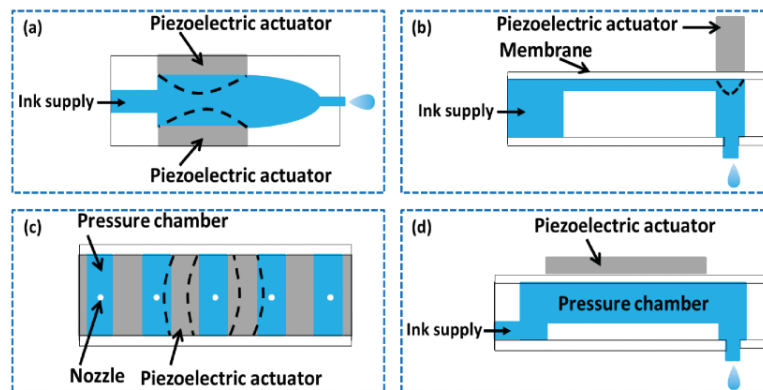 (a)
Piezoelectric actuator
Ink supply
Piezoelectric actuator
(b)
Piezoelectric actuator
Membrane
Ink supply
(c)
Pressure chamber
Nozzle
Piezoelectric actuator
(d)
Piezoelectric actuator
Pressure chamber
Ink supply